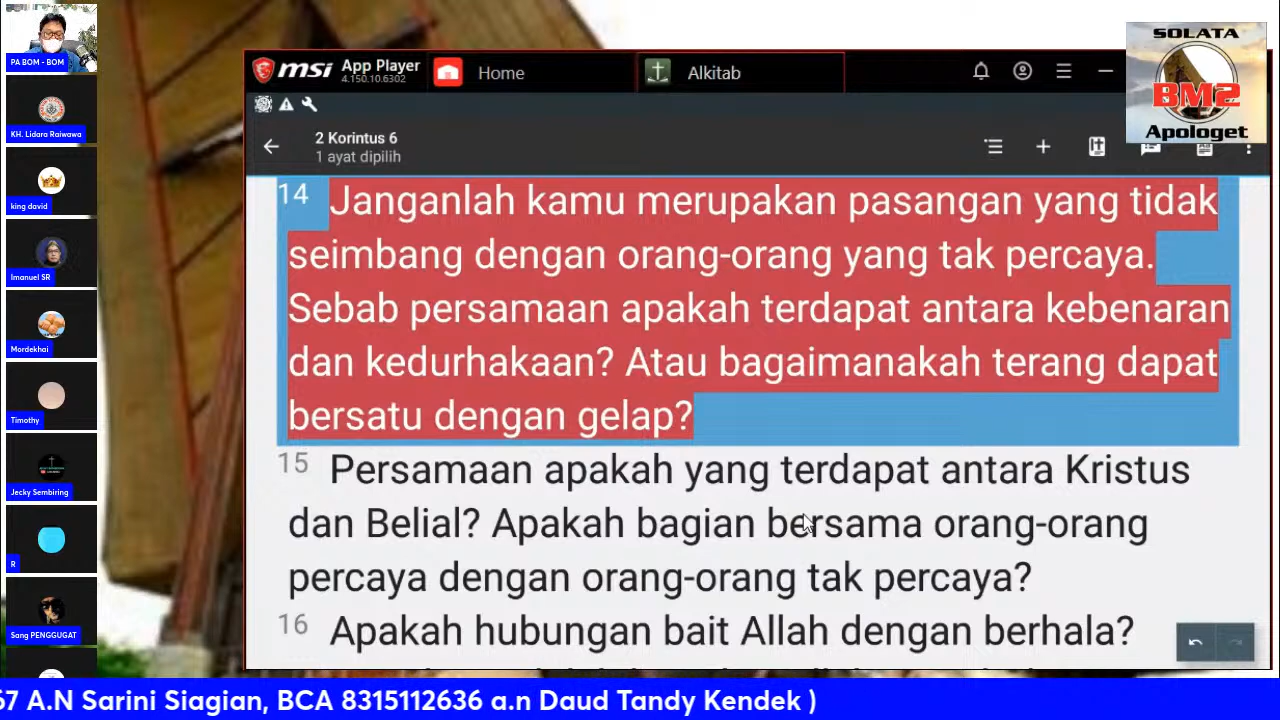 PA BOM - BOM
KH. Lidara Raiwawa
king david
Imanuel SR
Mordekhai
Timothy
Jecky Sembiring
R
Sang PENGGUGAT
msi App Player
4.150.10.6302
Home
Alkitab
SOLATA
BM2
Apologet
2 Korintus 6
1 ayat dipilih
14 Janganlah kamu merupakan pasangan yang tidak
seimbang dengan orang-orang yang tak percaya.
Sebab persamaan apakah terdapat antara kebenaran
dan kedurhakaan? Atau bagaimanakah terang dapat
bersatu dengan gelap?
15 Persamaan apakah yang terdapat antara Kristus
dan Belial? Apakah bagian bersama orang-orang
percaya dengan orang-orang tak percaya?
16 Apakah hubungan bait Allah dengan berhala?
67 A.N Sarini Siagian, BCA 8315112636 a.n Daud Tandy Kendek )